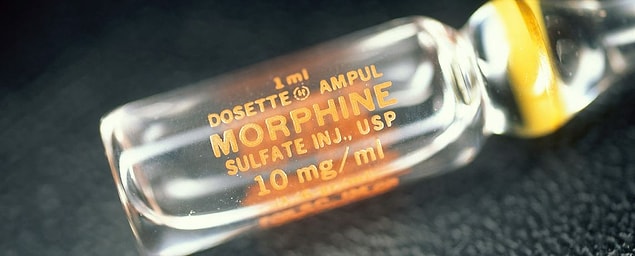 1 ml
DOSETTE Ⓗ AMPUL
MORPHINE
SULFATE INJ., USP
10 mg/ml